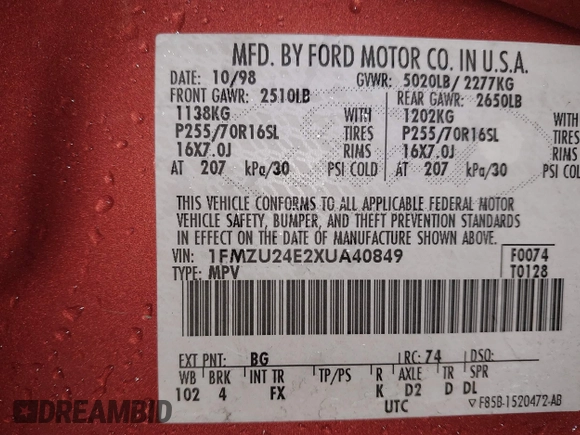 MFD. BY FORD MOTOR CO. IN U.S.A.
DATE: 10/98 GVWR: 5020LB/ 2277KG
FRONT GAWR: 2510LB REAR GAWR: 2650LB
1138KG WITH 1202KG WITH
P255/70R16SL TIRES P255/70R16SL TIRES
16X7.0J RIMS 16X7.0J RIMS
AT 207 kPa/30 PSI COLD AT 207 kPa/30 PSI COLD
THIS VEHICLE CONFORMS TO ALL APPLICABLE FEDERAL MOTOR
VEHICLE SAFETY, BUMPER, AND THEFT PREVENTION STANDARDS
IN EFFECT ON THE DATE OF MANUFACTURE SHOWN ABOVE.
VIN: 1FMZU24E2XUA40849 F0074
TYPE: MPV T0128
EXT PNT: BG RC: 74 DSO:
WB BRK INT TR TP/PS R AXLE TR SPR
102 4 FX K D2 D DL
UTC ▽F85B-1520472-AB
DREAMBID